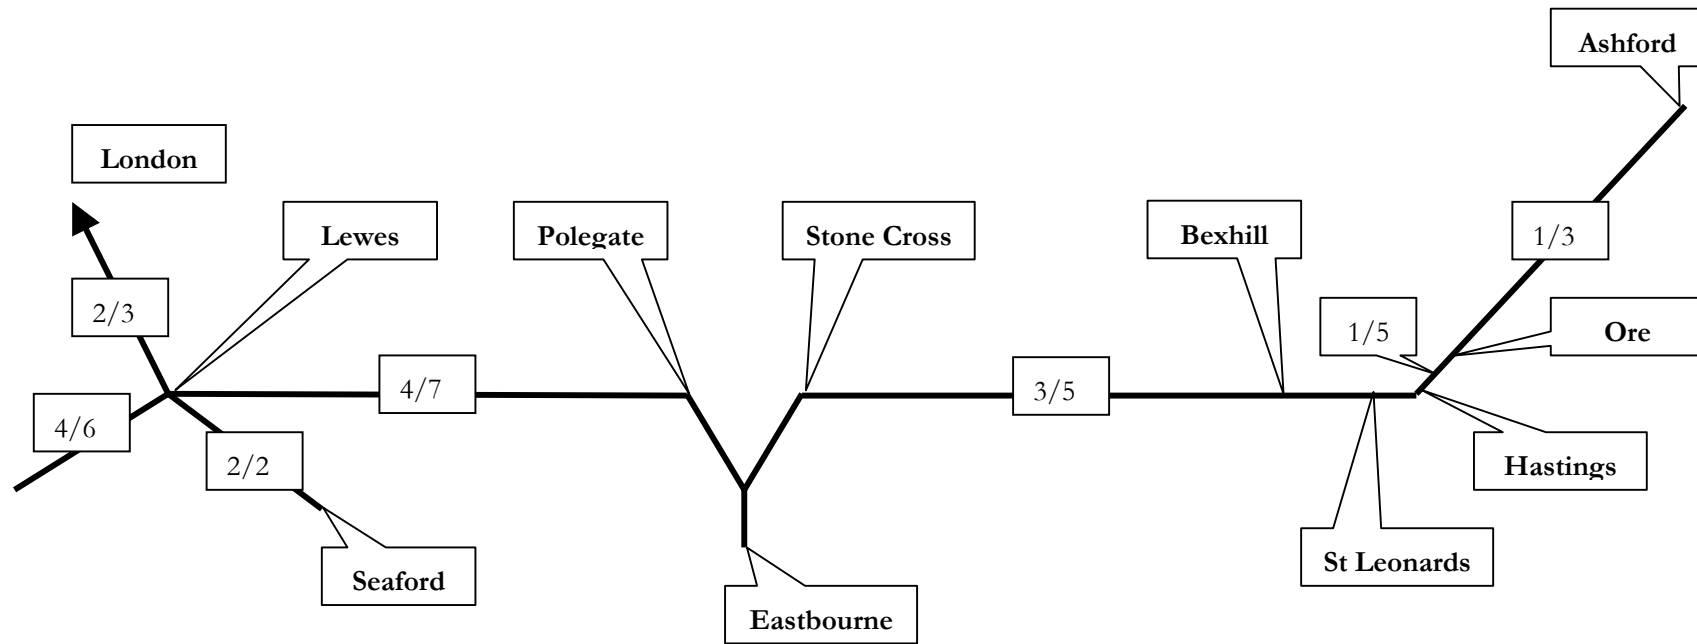 Ashford
London
Lewes
Polegate
Stone Cross
Bexhill
1/3
2/3
1/5
Ore
4/7
3/5
4/6
2/2
Hastings
St Leonards
Seaford
Eastbourne